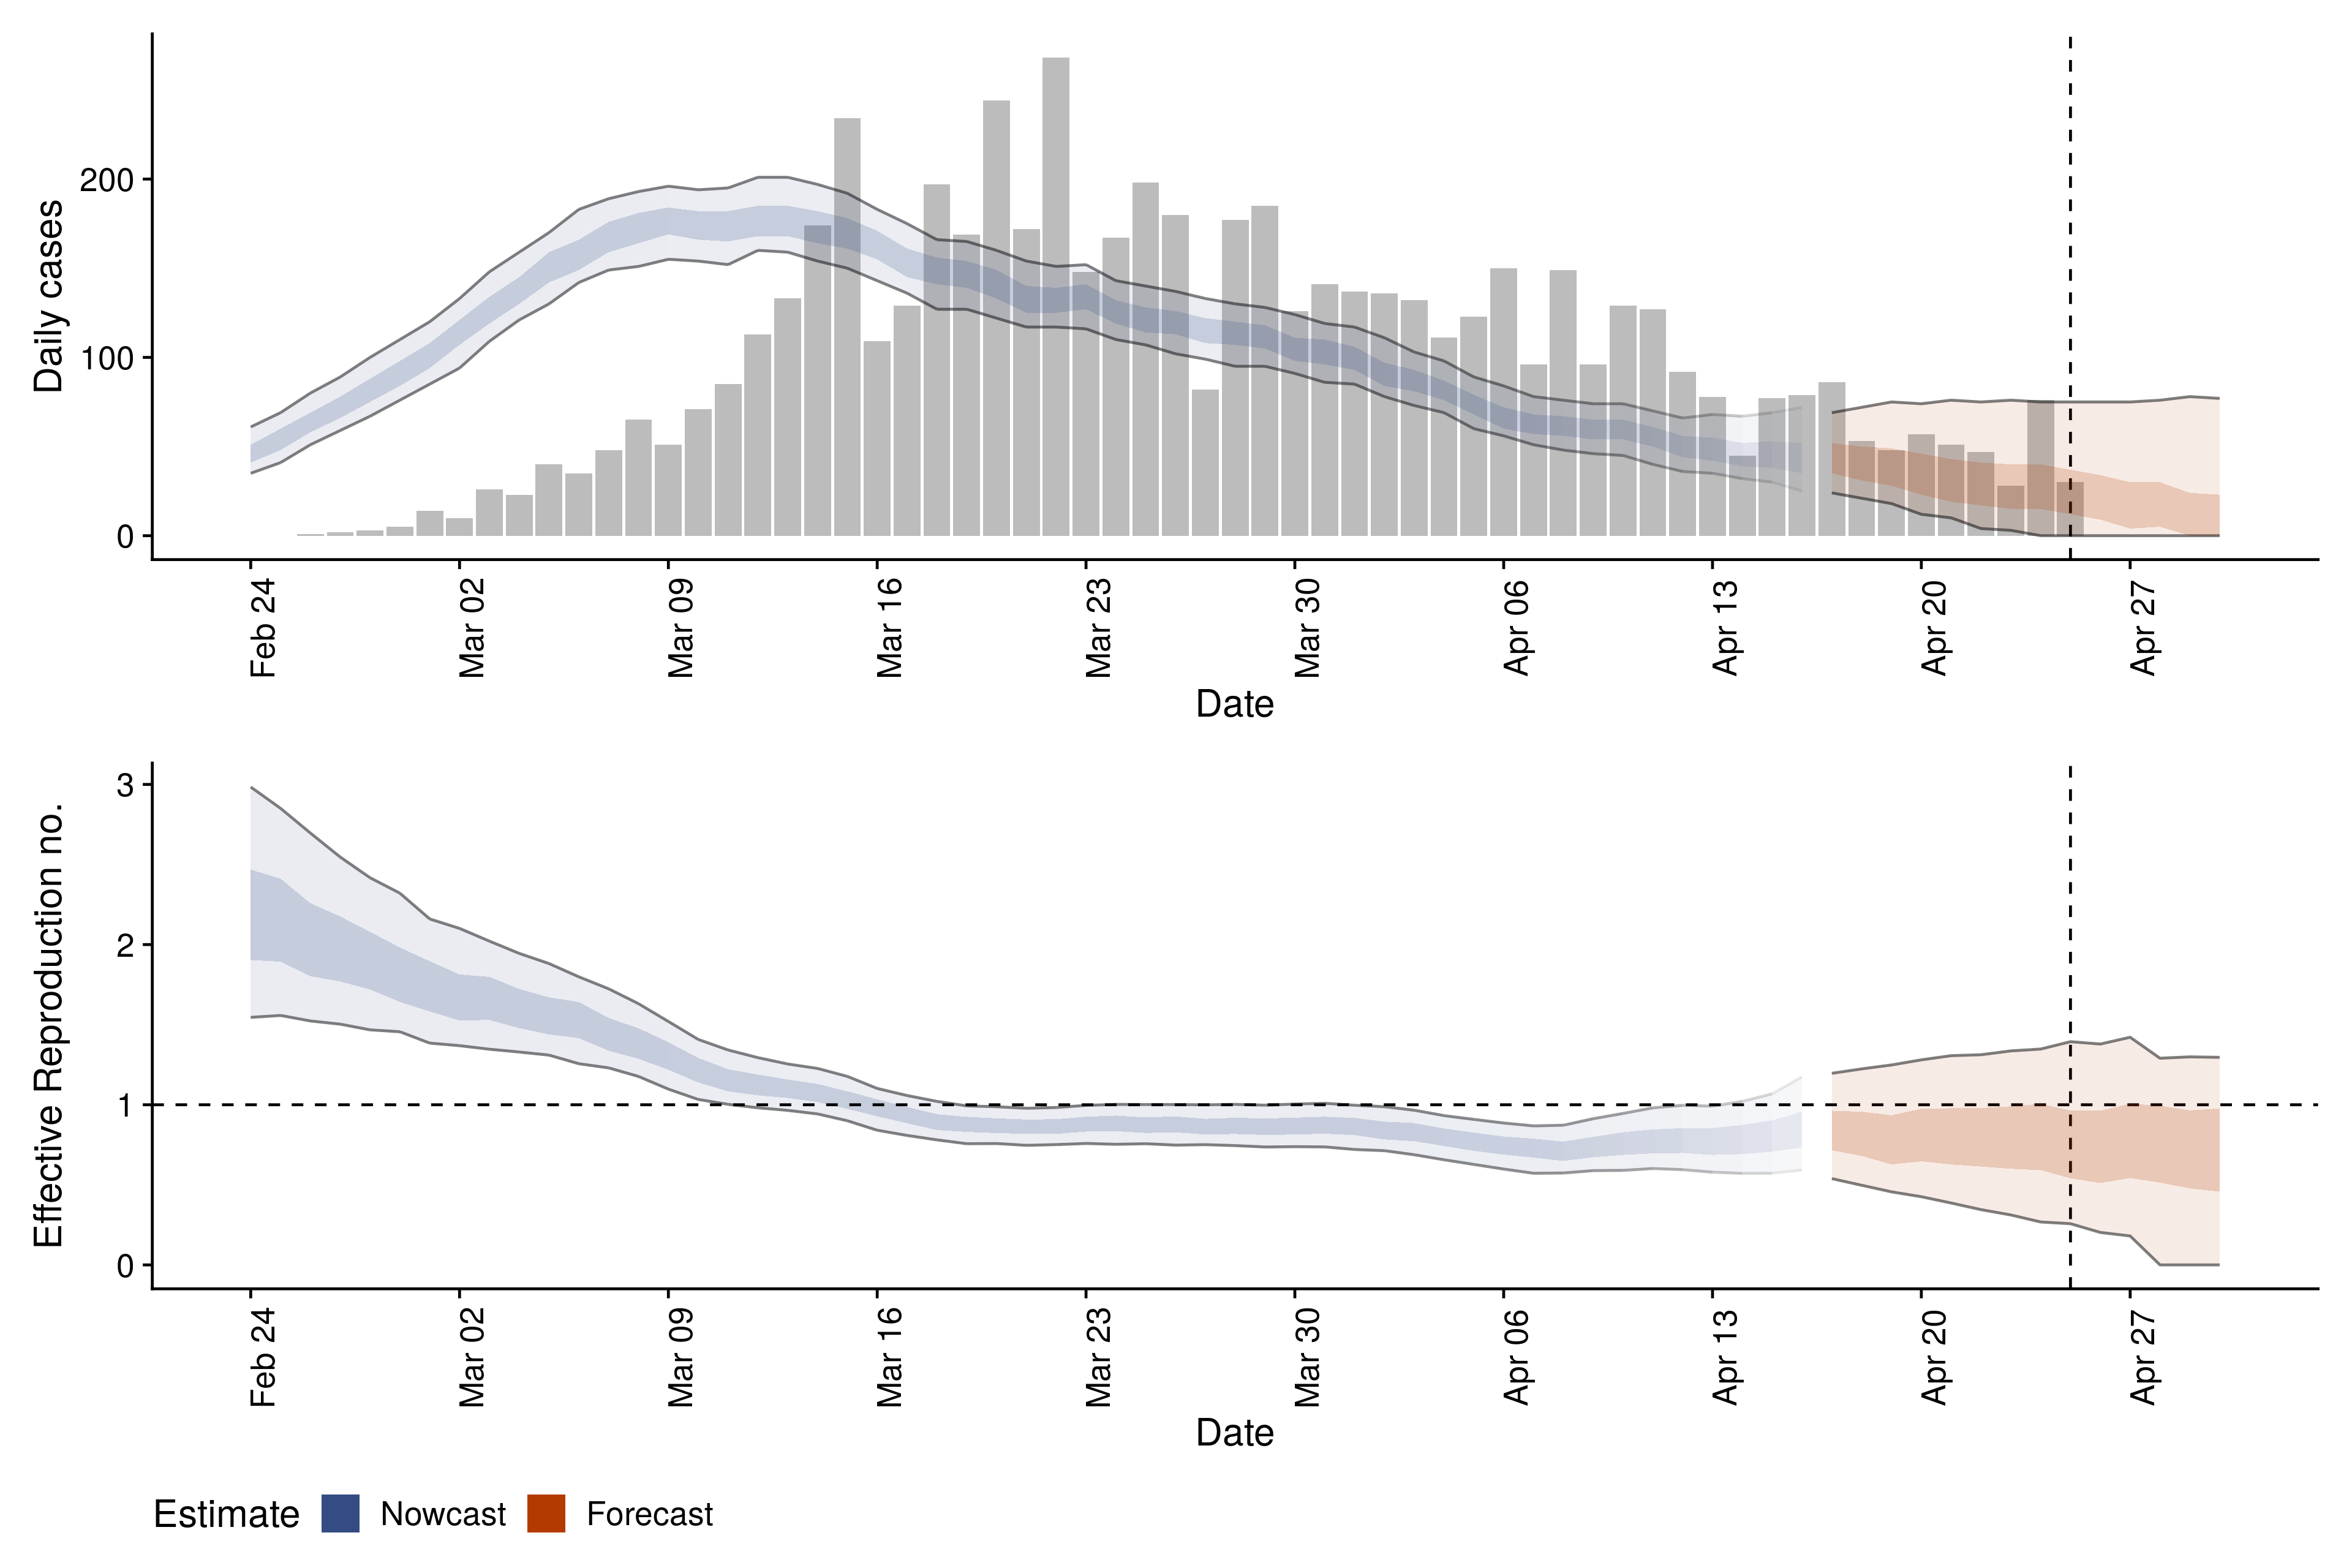 Daily cases
200
100
0
Feb 24
Mar 02
Mar 09
Mar 16
Mar 23
Mar 30
Apr 06
Apr 13
Apr 20
Apr 27
Date
Effective Reproduction no.
3
2
1
0
Feb 24
Mar 02
Mar 09
Mar 16
Mar 23
Mar 30
Apr 06
Apr 13
Apr 20
Apr 27
Date
Estimate Nowcast Forecast